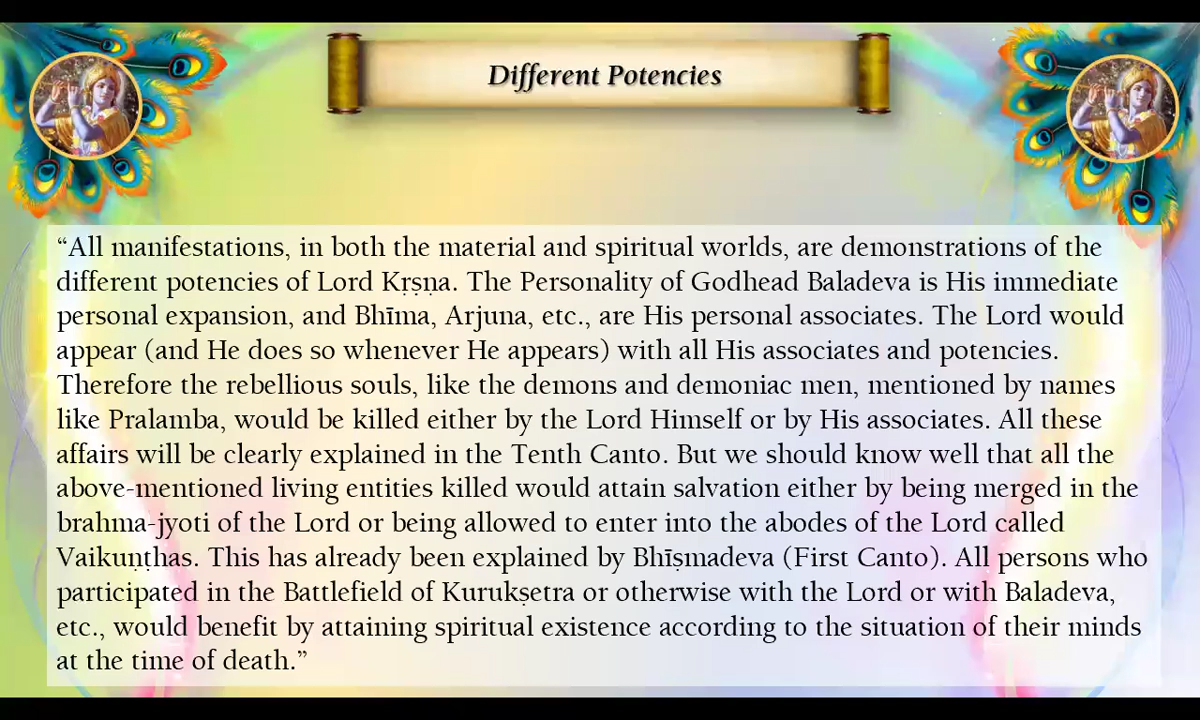 Different Potencies
“All manifestations, in both the material and spiritual worlds, are demonstrations of the
different potencies of Lord Kṛṣṇa. The Personality of Godhead Baladeva is His immediate
personal expansion, and Bhīma, Arjuna, etc., are His personal associates. The Lord would
appear (and He does so whenever He appears) with all His associates and potencies.
Therefore the rebellious souls, like the demons and demoniac men, mentioned by names
like Pralamba, would be killed either by the Lord Himself or by His associates. All these
affairs will be clearly explained in the Tenth Canto. But we should know well that all the
above-mentioned living entities killed would attain salvation either by being merged in the
brahma-jyoti of the Lord or being allowed to enter into the abodes of the Lord called
Vaikuṇṭhas. This has already been explained by Bhīṣmadeva (First Canto). All persons who
participated in the Battlefield of Kurukṣetra or otherwise with the Lord or with Baladeva,
etc., would benefit by attaining spiritual existence according to the situation of their minds
at the time of death.”